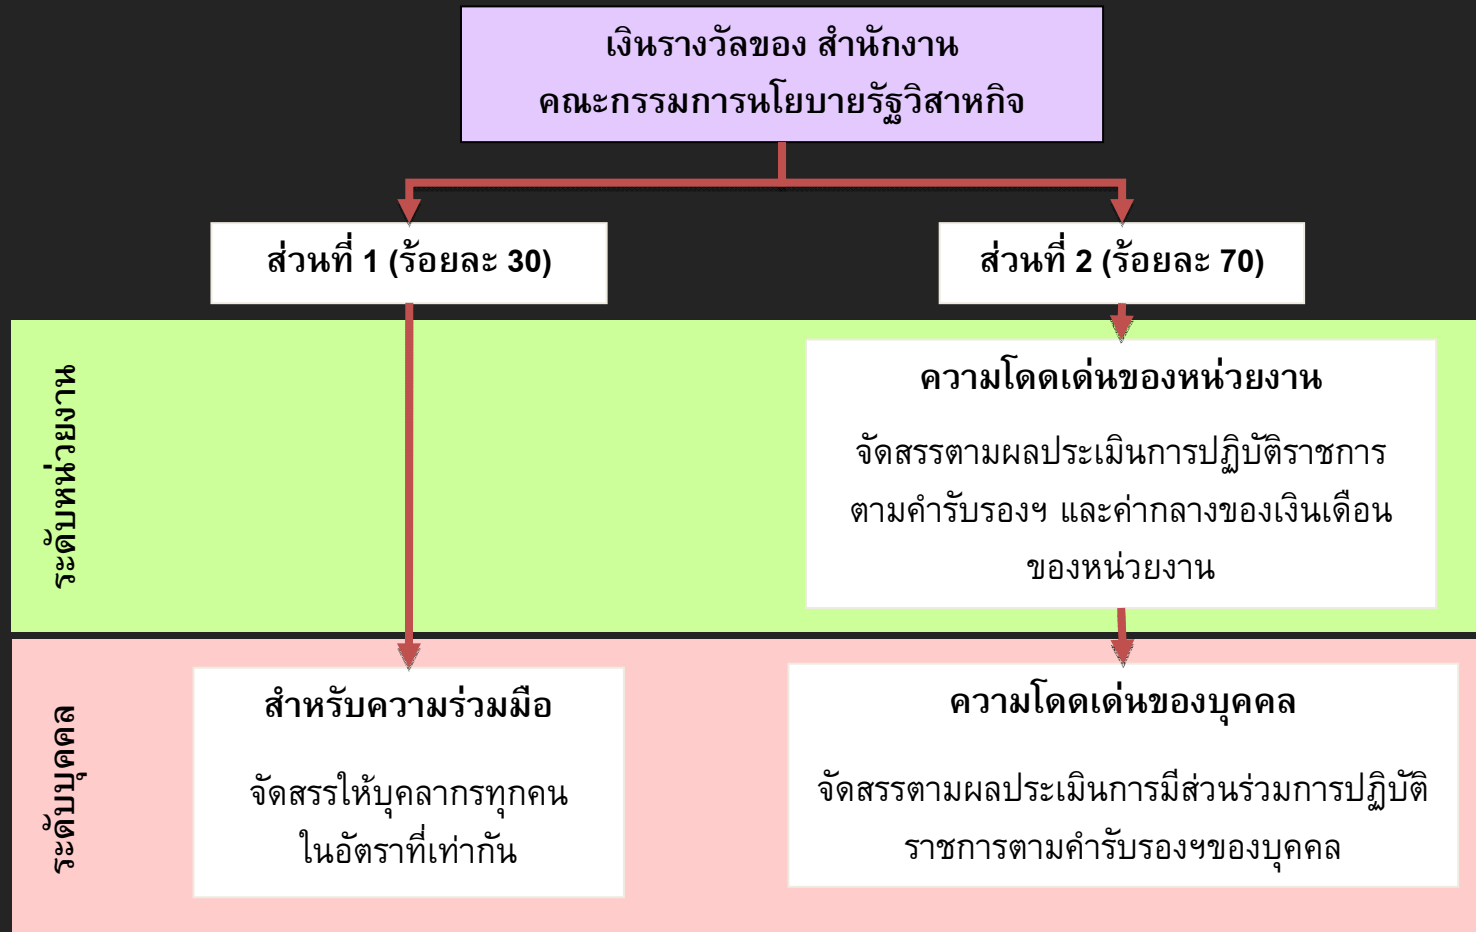 เงินรางวัลของ สำนักงาน
คณะกรรมการนโยบายรัฐวิสาหกิจ
ส่วนที่ 1 (ร้อยละ 30)
ส่วนที่ 2 (ร้อยละ 70)
ระดับหน่วยงาน
ความโดดเด่นของหน่วยงาน
จัดสรรตามผลประเมินการปฏิบัติราชการ
ตามคำรับรองฯ และค่ากลางของเงินเดือน
ของหน่วยงาน
ระดับบุคคล
สำหรับความร่วมมือ
จัดสรรให้บุคลากรทุกคน
ในอัตราที่เท่ากัน
ความโดดเด่นของบุคคล
จัดสรรตามผลประเมินการมีส่วนร่วมการปฏิบัติ
ราชการตามคำรับรองฯของบุคคล